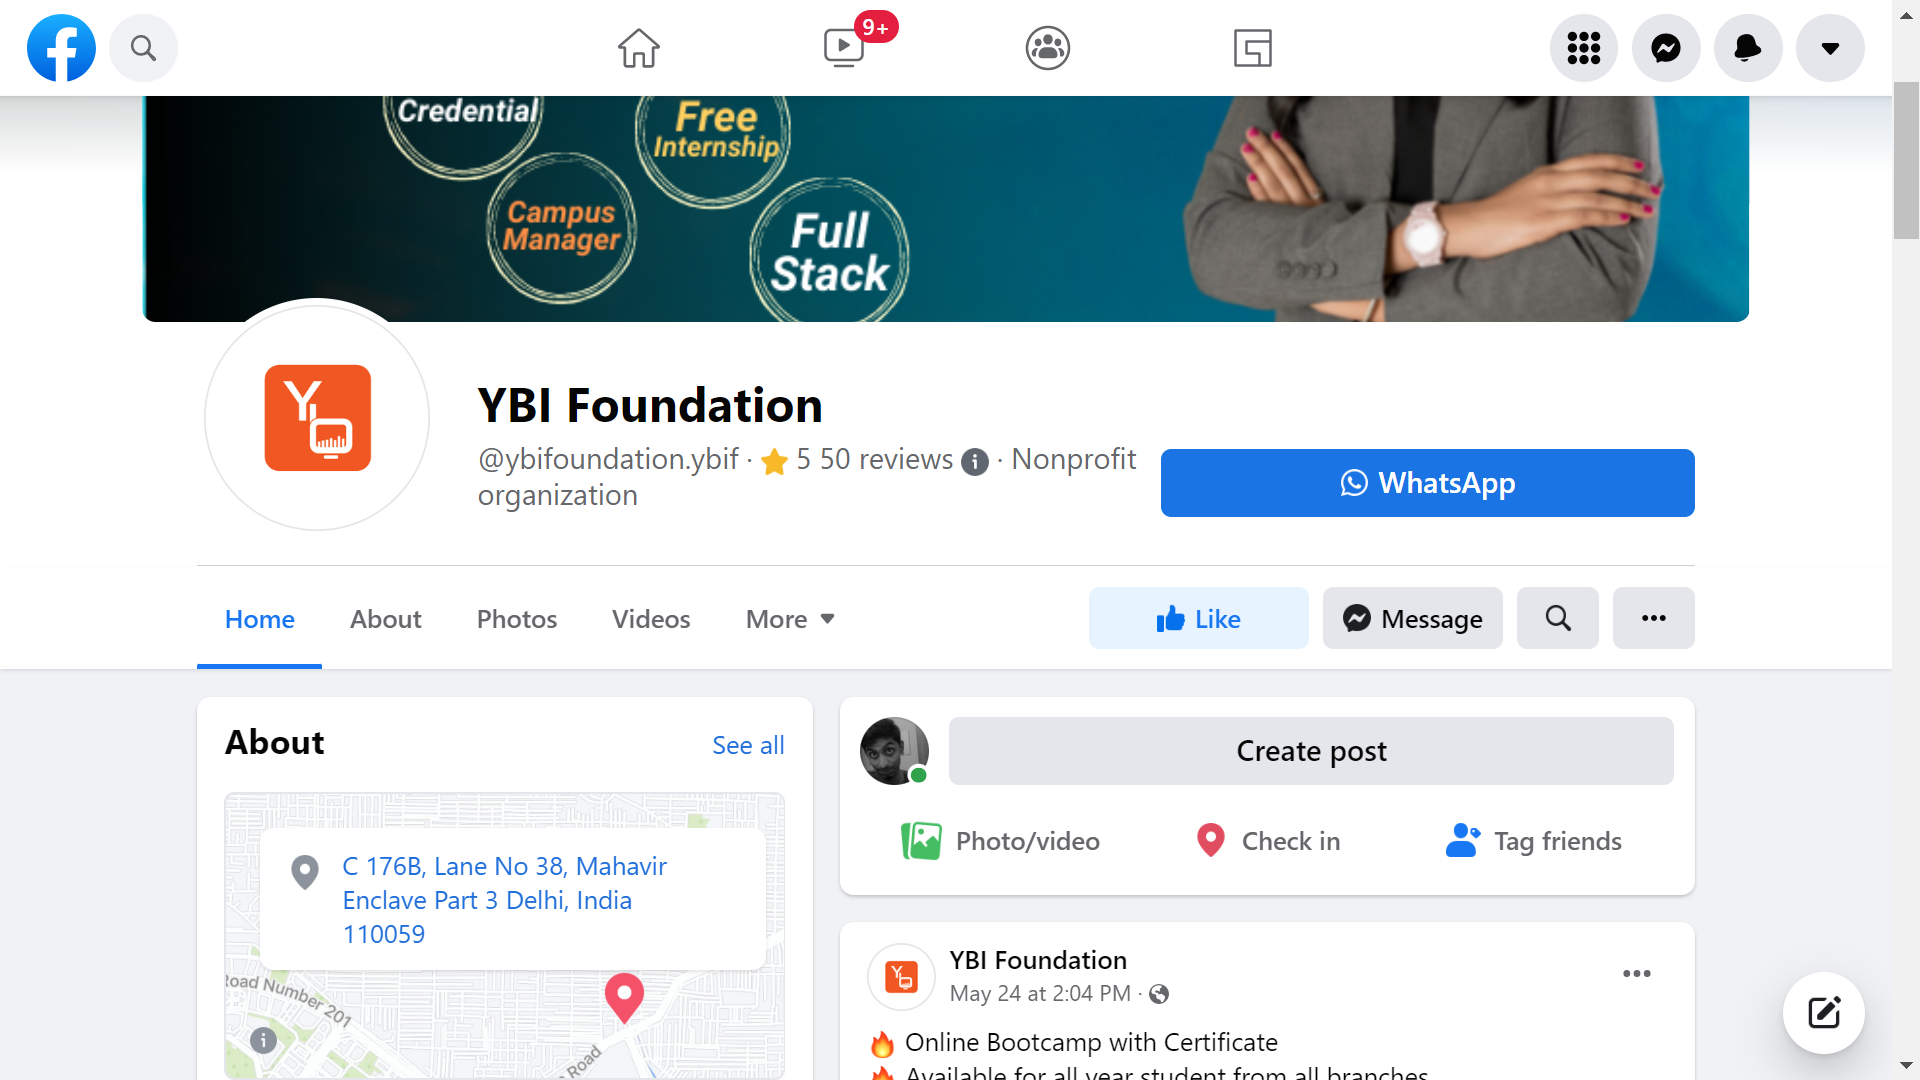 9+
Credential
Free
Internship
Campus
Manager
Full
Stack
YBI Foundation
@ybifoundation.ybif · 5 50 reviews · Nonprofit
organization
WhatsApp
Home
About
Photos
Videos
More
Like
Message
About
See all
C 176B, Lane No 38, Mahavir
Enclave Part 3 Delhi, India
110059
Road Number 201
Road
Create post
Photo/video
Check in
Tag friends
YBI Foundation
May 24 at 2:04 PM ·
🔥 Online Bootcamp with Certificate
🔥 Available for all year student from all branches